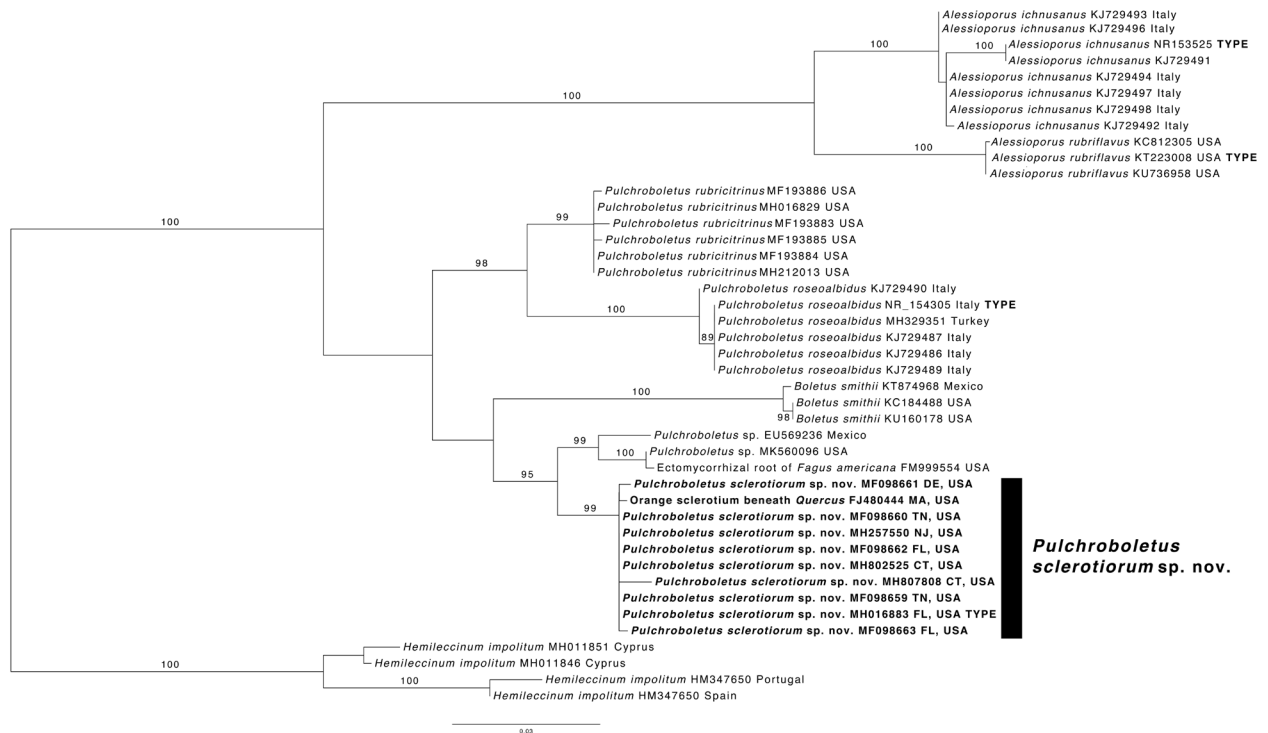 Alessioporus ichnusanus KJ729493 Italy
Alessioporus ichnusanus KJ729496 Italy
100
100
Alessioporus ichnusanus NR153525 TYPE
Alessioporus ichnusanus KJ729491
Alessioporus ichnusanus KJ729494 Italy
Alessioporus ichnusanus KJ729497 Italy
100
Alessioporus ichnusanus KJ729498 Italy
Alessioporus ichnusanus KJ729492 Italy
Alessioporus rubriflavus KC812305 USA
100
Alessioporus rubriflavus KT223008 USA TYPE
Alessioporus rubriflavus KU736958 USA
Pulchroboletus rubricitrinus MF193886 USA
Pulchroboletus rubricitrinus MH016829 USA
99
100
Pulchroboletus rubricitrinus MF193883 USA
Pulchroboletus rubricitrinus MF193885 USA
Pulchroboletus rubricitrinus MF193884 USA
98
Pulchroboletus rubricitrinus MH212013 USA
Pulchroboletus roseoalbidus KJ729490 Italy
Pulchroboletus roseoalbidus NR_154305 Italy TYPE
100
Pulchroboletus roseoalbidus MH329351 Turkey
89
Pulchroboletus roseoalbidus KJ729487 Italy
Pulchroboletus roseoalbidus KJ729486 Italy
Pulchroboletus roseoalbidus KJ729489 Italy
Boletus smithii KT874968 Mexico
100
Boletus smithii KC184488 USA
98
Boletus smithii KU160178 USA
Pulchroboletus sp. EU569236 Mexico
99
Pulchroboletus sp. MK560096 USA
100
Ectomycorrhizal root of Fagus americana FM999554 USA
95
Pulchroboletus sclerotiorum sp. nov. MF098661 DE, USA
Orange sclerotium beneath Quercus FJ480444 MA, USA
99
Pulchroboletus sclerotiorum sp. nov. MF098660 TN, USA
Pulchroboletus sclerotiorum sp. nov. MH257550 NJ, USA
Pulchroboletus sclerotiorum sp. nov. MF098662 FL, USA
Pulchroboletus sclerotiorum sp. nov. MH802525 CT, USA
Pulchroboletus sclerotiorum sp. nov. MH807808 CT, USA
Pulchroboletus sclerotiorum sp. nov. MF098659 TN, USA
Pulchroboletus sclerotiorum sp. nov. MH016883 FL, USA TYPE
Pulchroboletus sclerotiorum sp. nov. MF098663 FL, USA
Pulchroboletus
sclerotiorum sp. nov.
Hemileccinum impolitum MH011851 Cyprus
100
Hemileccinum impolitum MH011846 Cyprus
100
Hemileccinum impolitum HM347650 Portugal
Hemileccinum impolitum HM347650 Spain
0.03